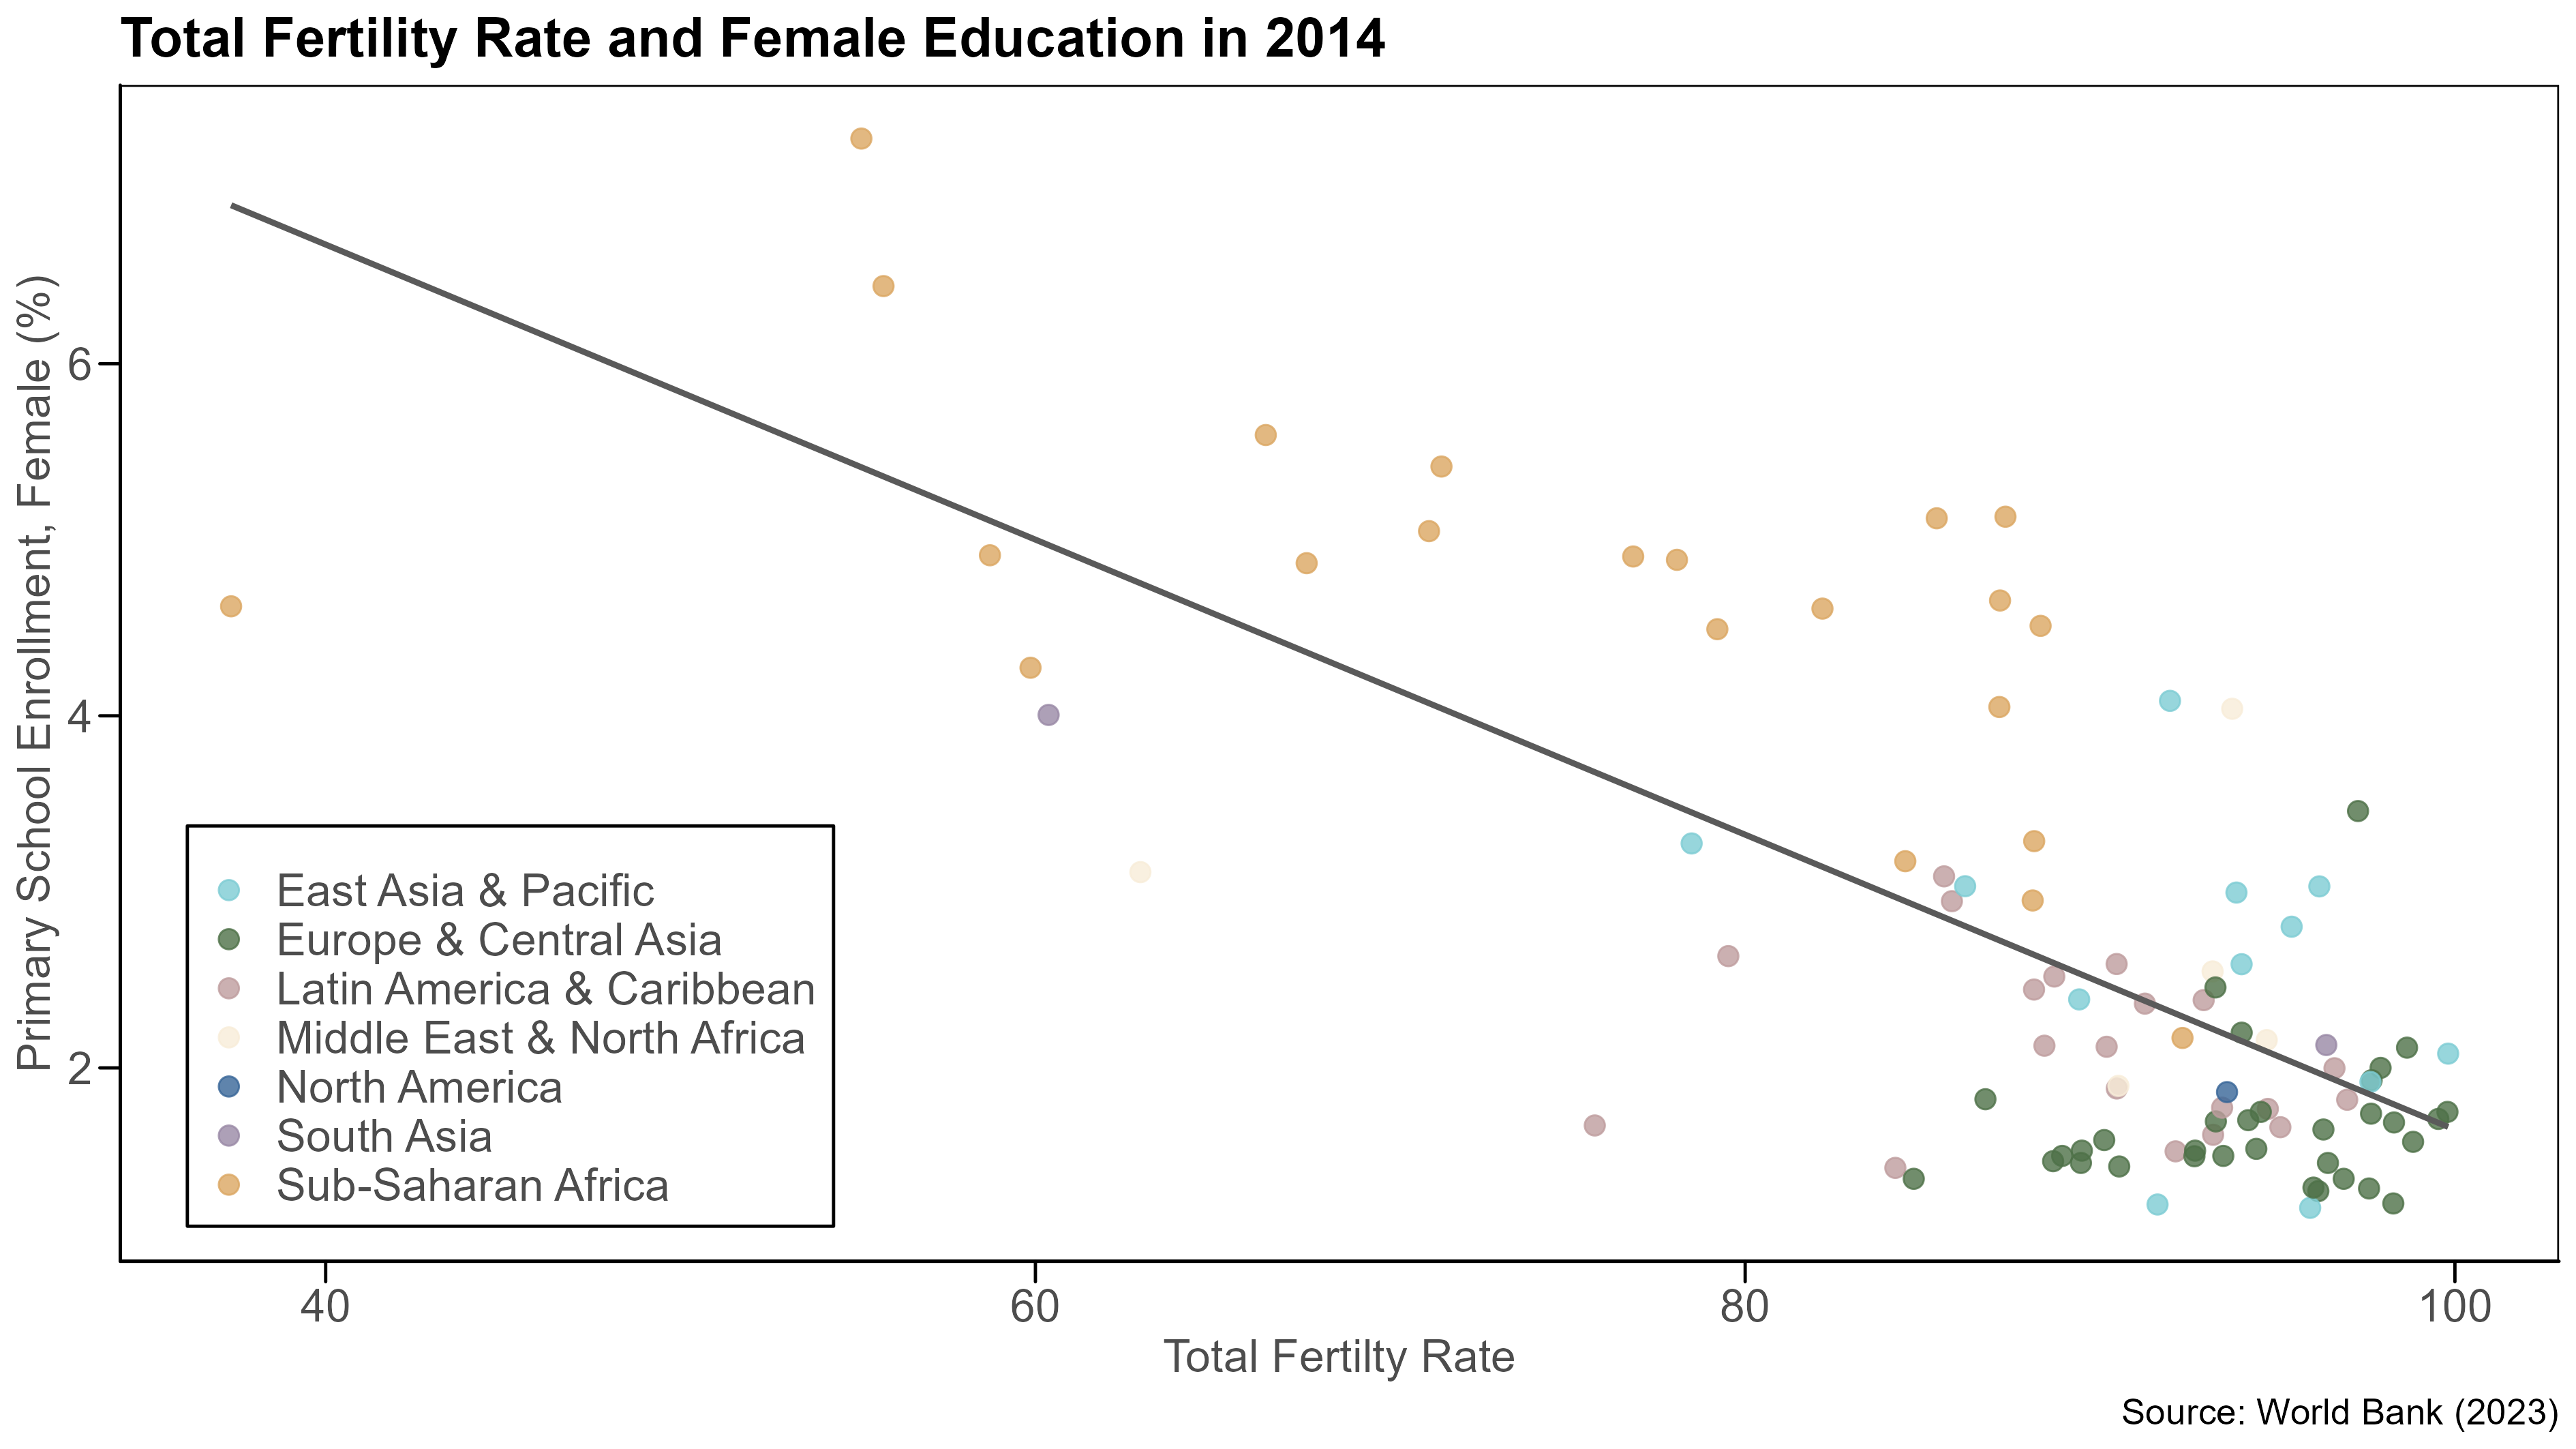 Total Fertility Rate and Female Education in 2014
Primary School Enrollment, Female (%)
6
4
2
East Asia & Pacific
Europe & Central Asia
Latin America & Caribbean
Middle East & North Africa
North America
South Asia
Sub-Saharan Africa
40 60 80 100
Total Fertilty Rate
Source: World Bank (2023)